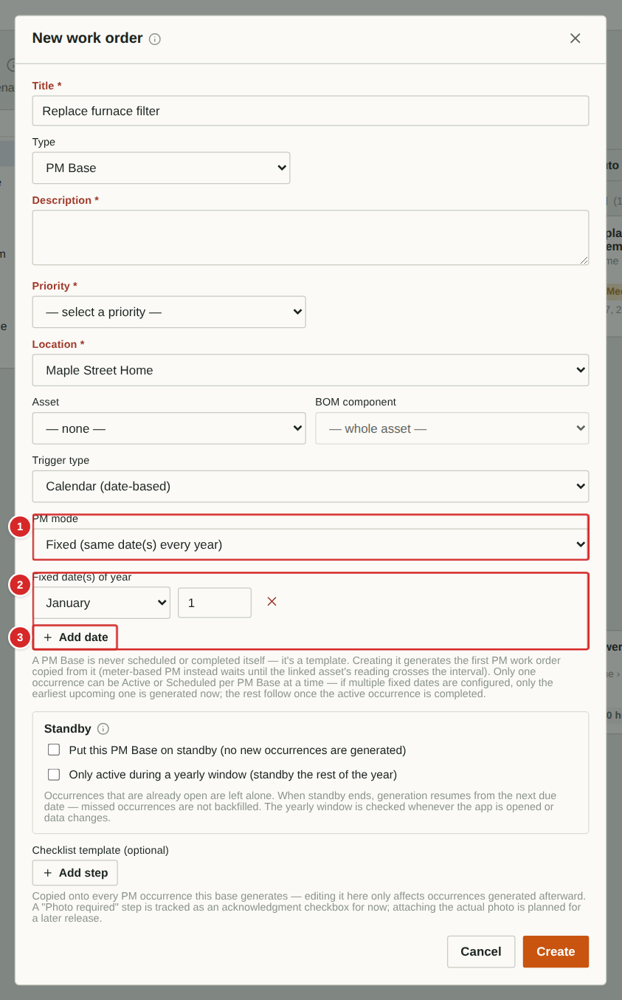 New work order
Title *
Replace furnace filter
Type
PM Base
Description *
Priority *
— select a priority —
Location *
Maple Street Home
Asset
BOM component
— none —
— whole asset —
Trigger type
Calendar (date-based)
1
PM mode
Fixed (same date(s) every year)
2
Fixed date(s) of year
January
1
3
+ Add date
A PM Base is never scheduled or completed itself — it's a template. Creating it generates the first PM work order
copied from it (meter-based PM instead waits until the linked asset's reading crosses the interval). Only one
occurrence can be Active or Scheduled per PM Base at a time — if multiple fixed dates are configured, only the
earliest upcoming one is generated now; the rest follow once the active occurrence is completed.
Standby
Put this PM Base on standby (no new occurrences are generated)
Only active during a yearly window (standby the rest of the year)
Occurrences that are already open are left alone. When standby ends, generation resumes from the next due
date — missed occurrences are not backfilled. The yearly window is checked whenever the app is opened or
data changes.
Checklist template (optional)
+ Add step
Copied onto every PM occurrence this base generates — editing it here only affects occurrences generated afterward.
A "Photo required" step is tracked as an acknowledgment checkbox for now; attaching the actual photo is planned for
a later release.
Cancel
Create